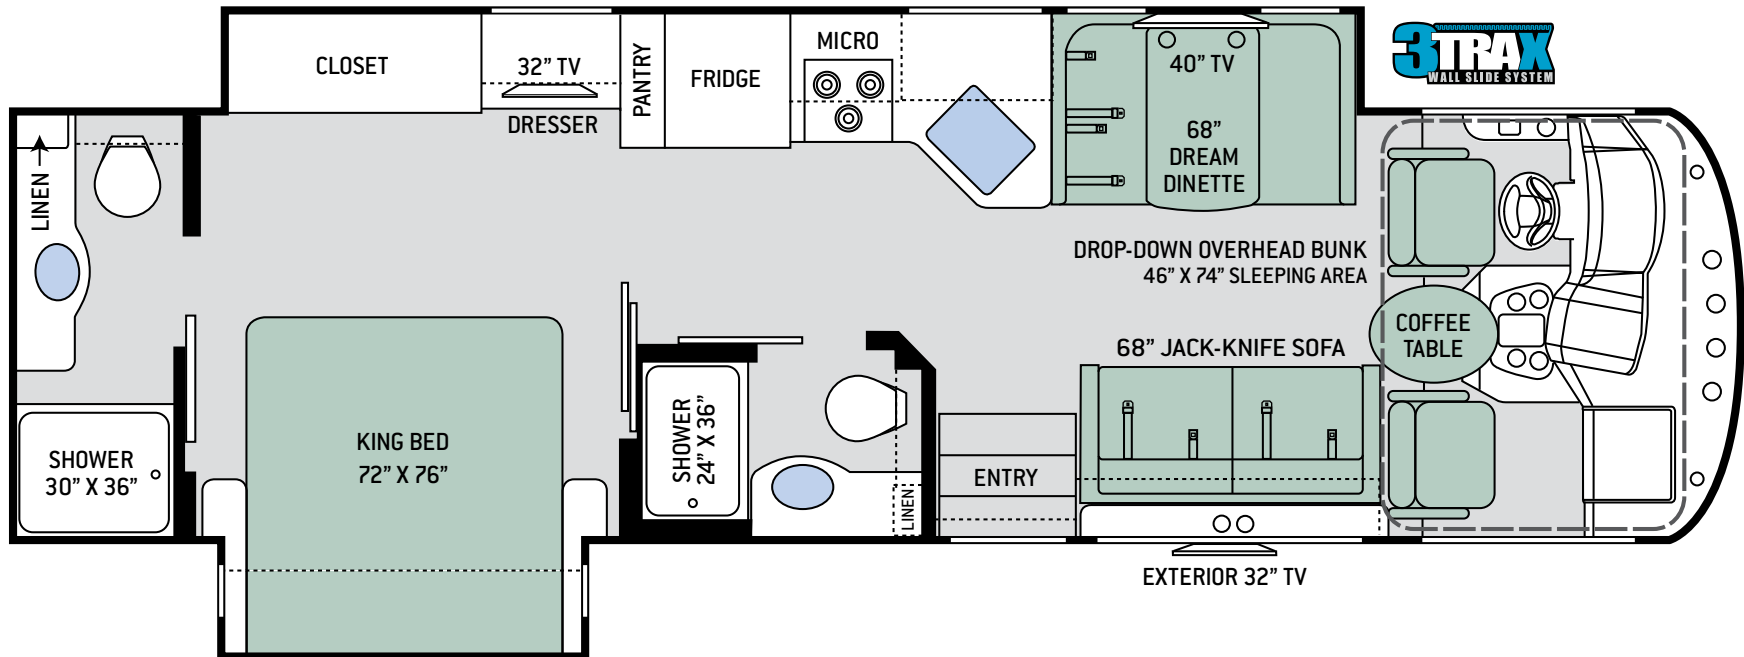 CLOSET
32” TV
DRESSER
PANTRY
FRIDGE
MICRO
40” TV
68”
DREAM
DINETTE
3TRAX
WALL SLIDE SYSTEM
LINEN
DROP-DOWN OVERHEAD BUNK
46” X 74” SLEEPING AREA
COFFEE
TABLE
68” JACK-KNIFE SOFA
KING BED
72” X 76”
SHOWER
30” X 36”
SHOWER
24” X 36”
LINEN
ENTRY
EXTERIOR 32” TV